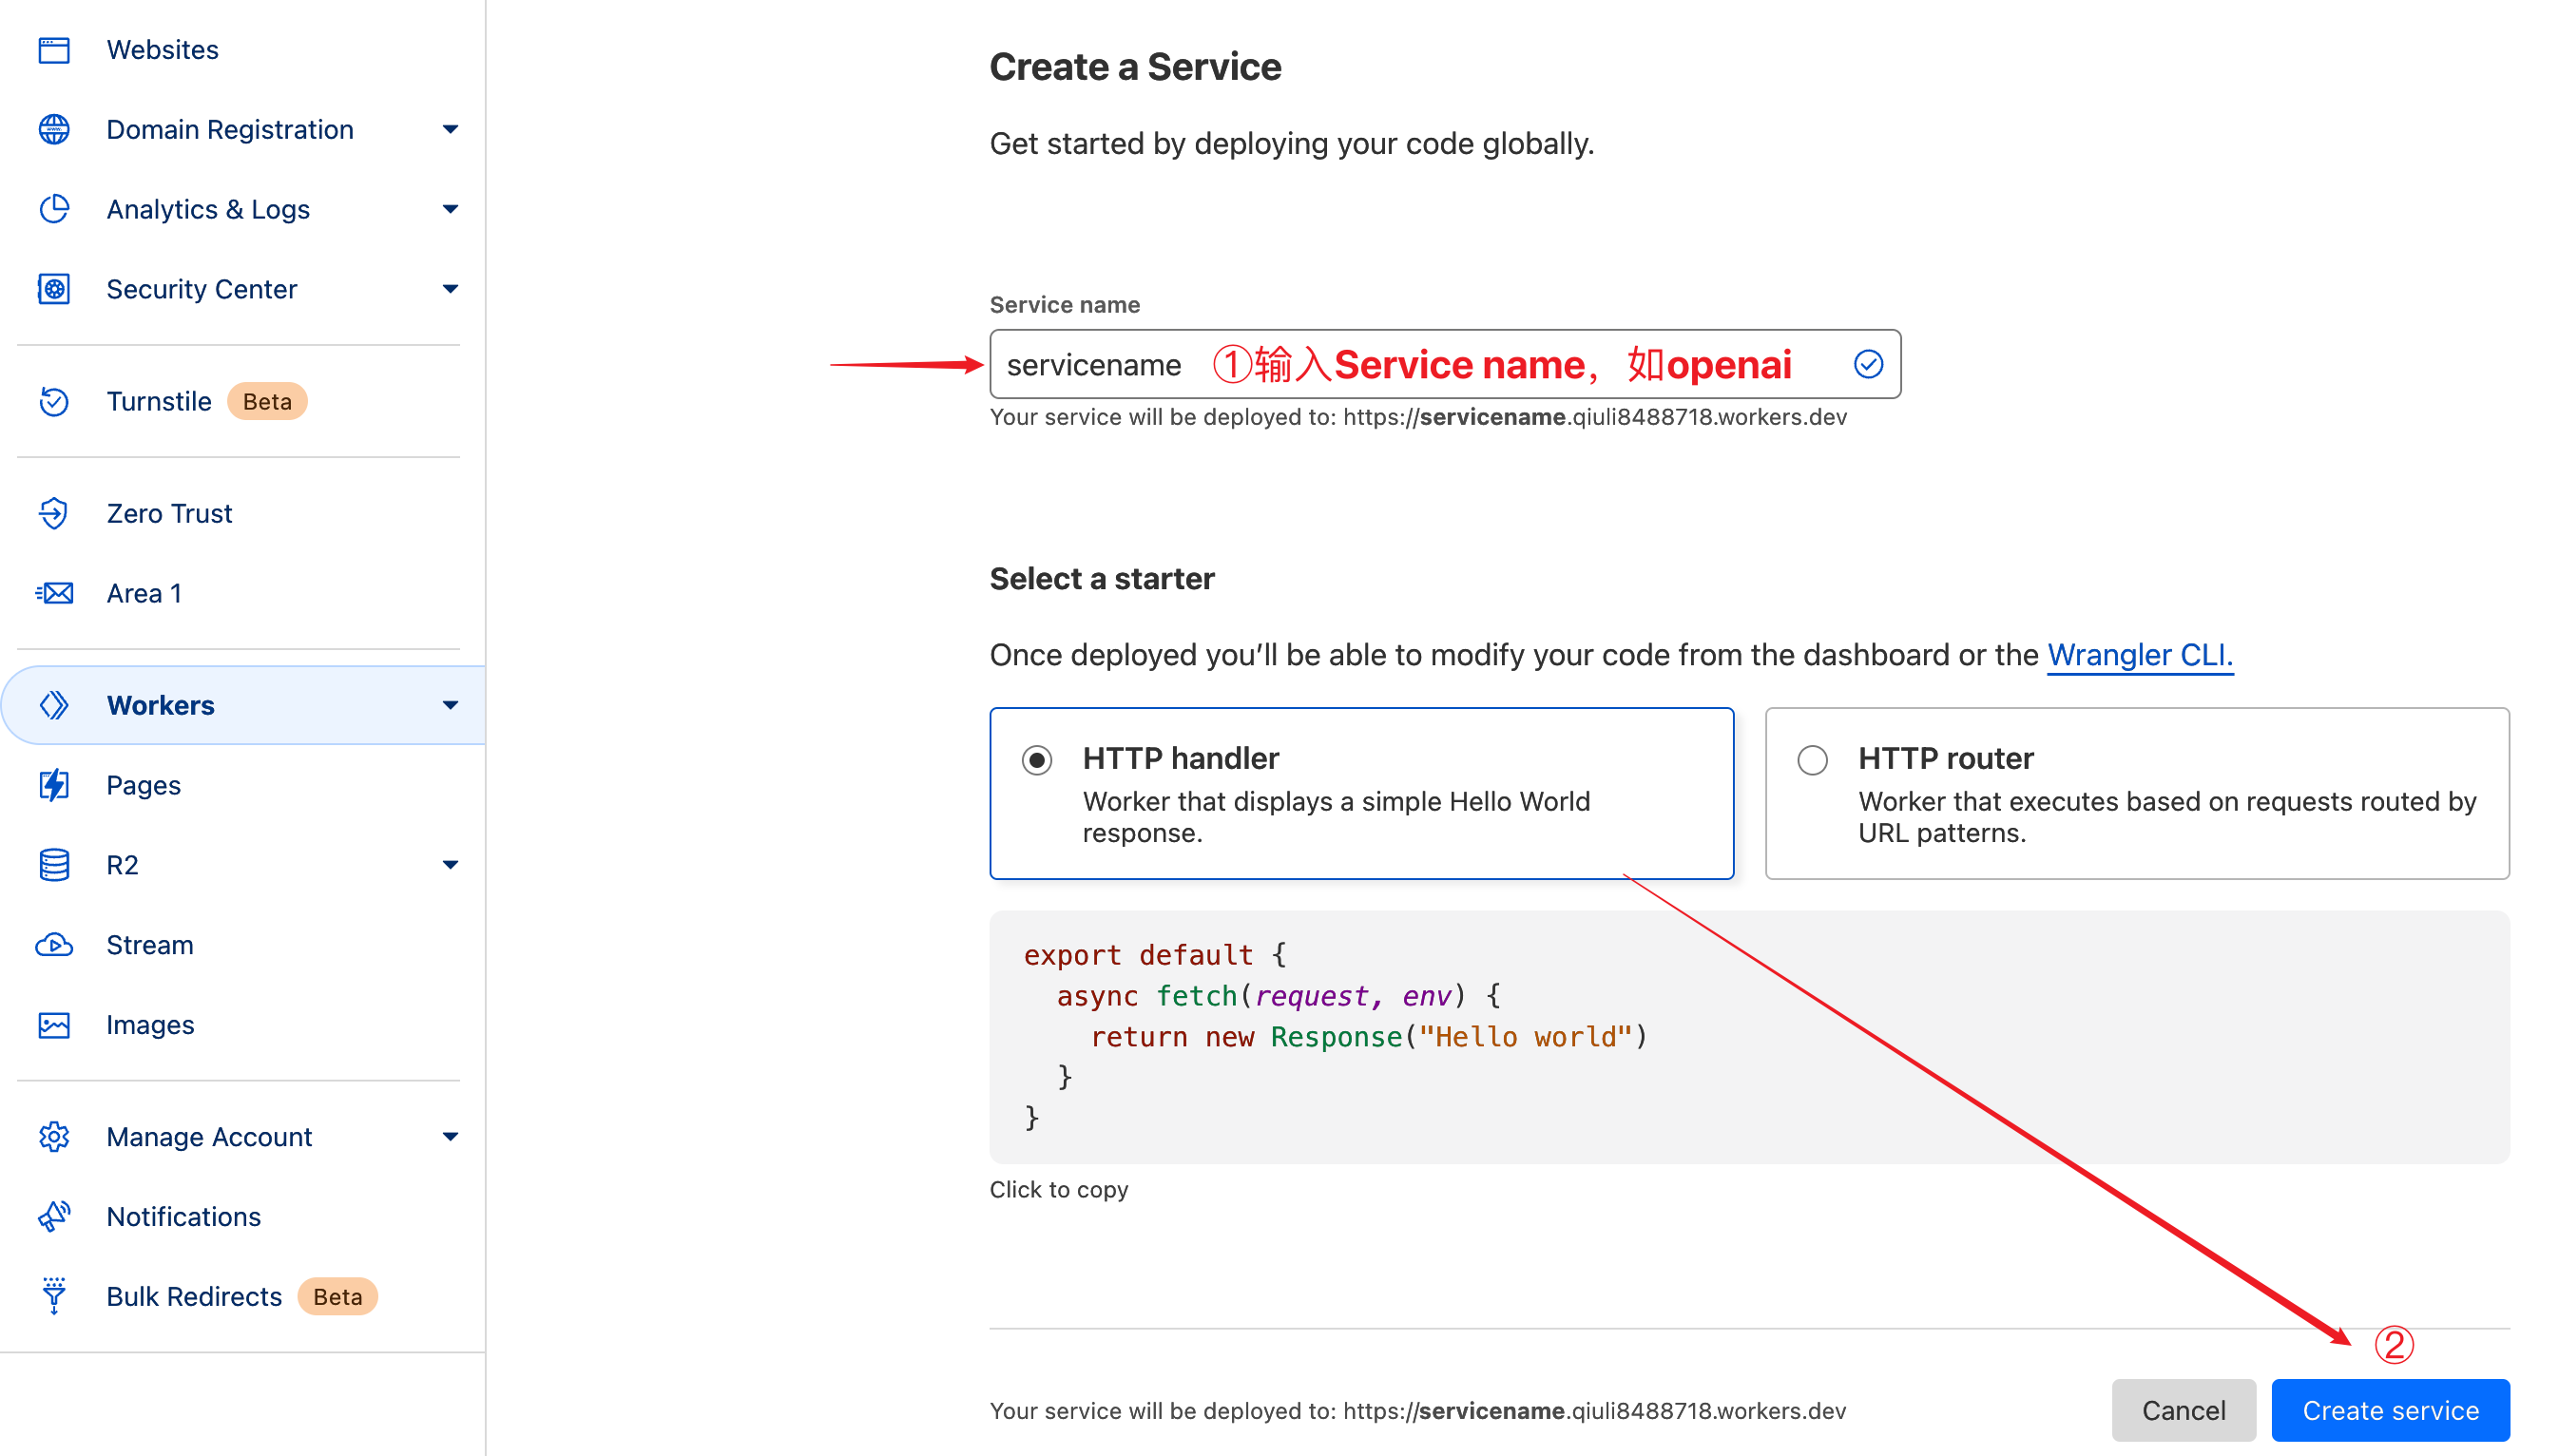 Websites
Domain Registration
Analytics & Logs
Security Center
Turnstile Beta
Zero Trust
Area 1
Workers
Pages
R2
Stream
Images
Manage Account
Notifications
Bulk Redirects Beta
Create a Service
Get started by deploying your code globally.
Service name
servicename ①输入Service name，如openai
Your service will be deployed to: https://servicename.qiuli8488718.workers.dev
Select a starter
Once deployed you’ll be able to modify your code from the dashboard or the Wrangler CLI.
HTTP handler
Worker that displays a simple Hello World
response.
HTTP router
Worker that executes based on requests routed by
URL patterns.
export default {
  async fetch(request, env) {
    return new Response("Hello world")
  }
}
Click to copy
②
Your service will be deployed to: https://servicename.qiuli8488718.workers.dev
Cancel
Create service